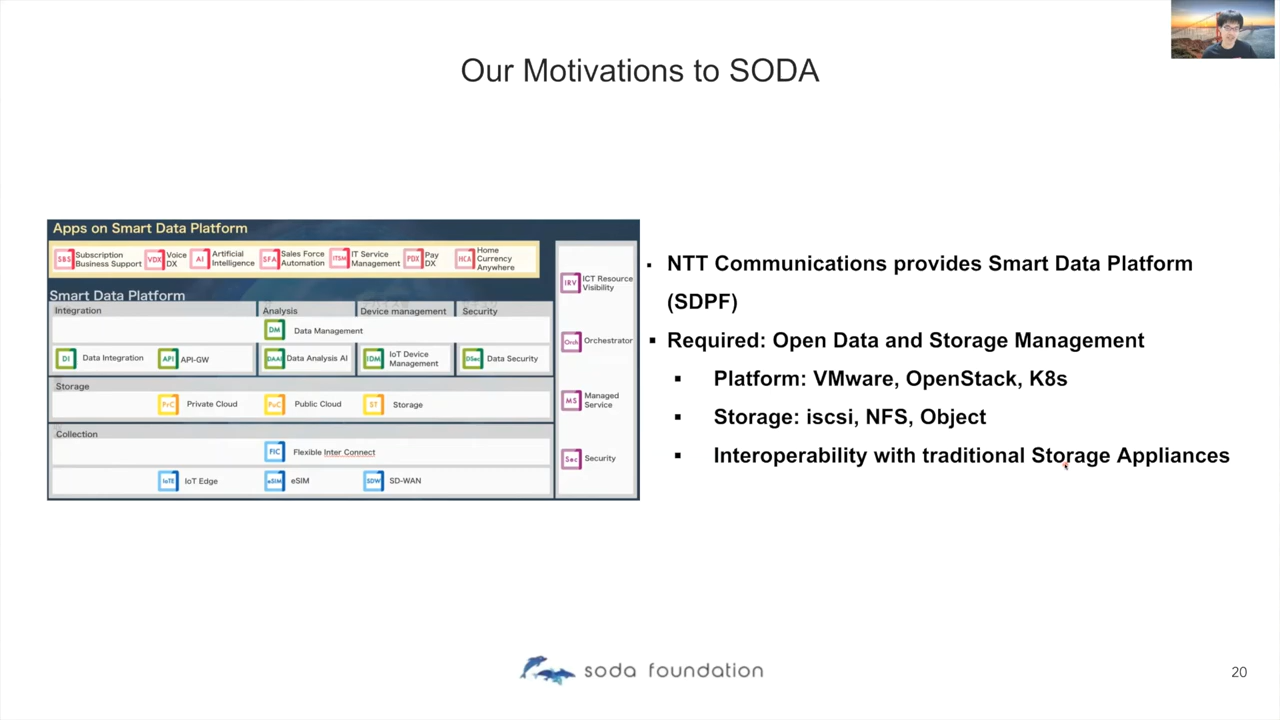 Our Motivations to SODA
Apps on Smart Data Platform
SBS Subscription Business Support
VDX Voice DX
AI Artificial Intelligence
SFA Sales Force Automation
ITSM IT Service Management
PDX Pay DX
HCA Home Currency Anywhere
Smart Data Platform
Integration
Analysis
Device management
Security
DM Data Management
DI Data Integration
API API-GW
DAAI Data Analysis AI
IDM IoT Device Management
DSec Data Security
Storage
PrC Private Cloud
PuC Public Cloud
ST Storage
Collection
FIC Flexible Inter Connect
IoTE IoT Edge
eSIM eSIM
SDW SD-WAN
IRV ICT Resource Visibility
Orch Orchestrator
MS Managed Service
Sec Security
NTT Communications provides Smart Data Platform
(SDPF)
Required: Open Data and Storage Management
Platform: VMware, OpenStack, K8s
Storage: iscsi, NFS, Object
Interoperability with traditional Storage Appliances
soda foundation
20